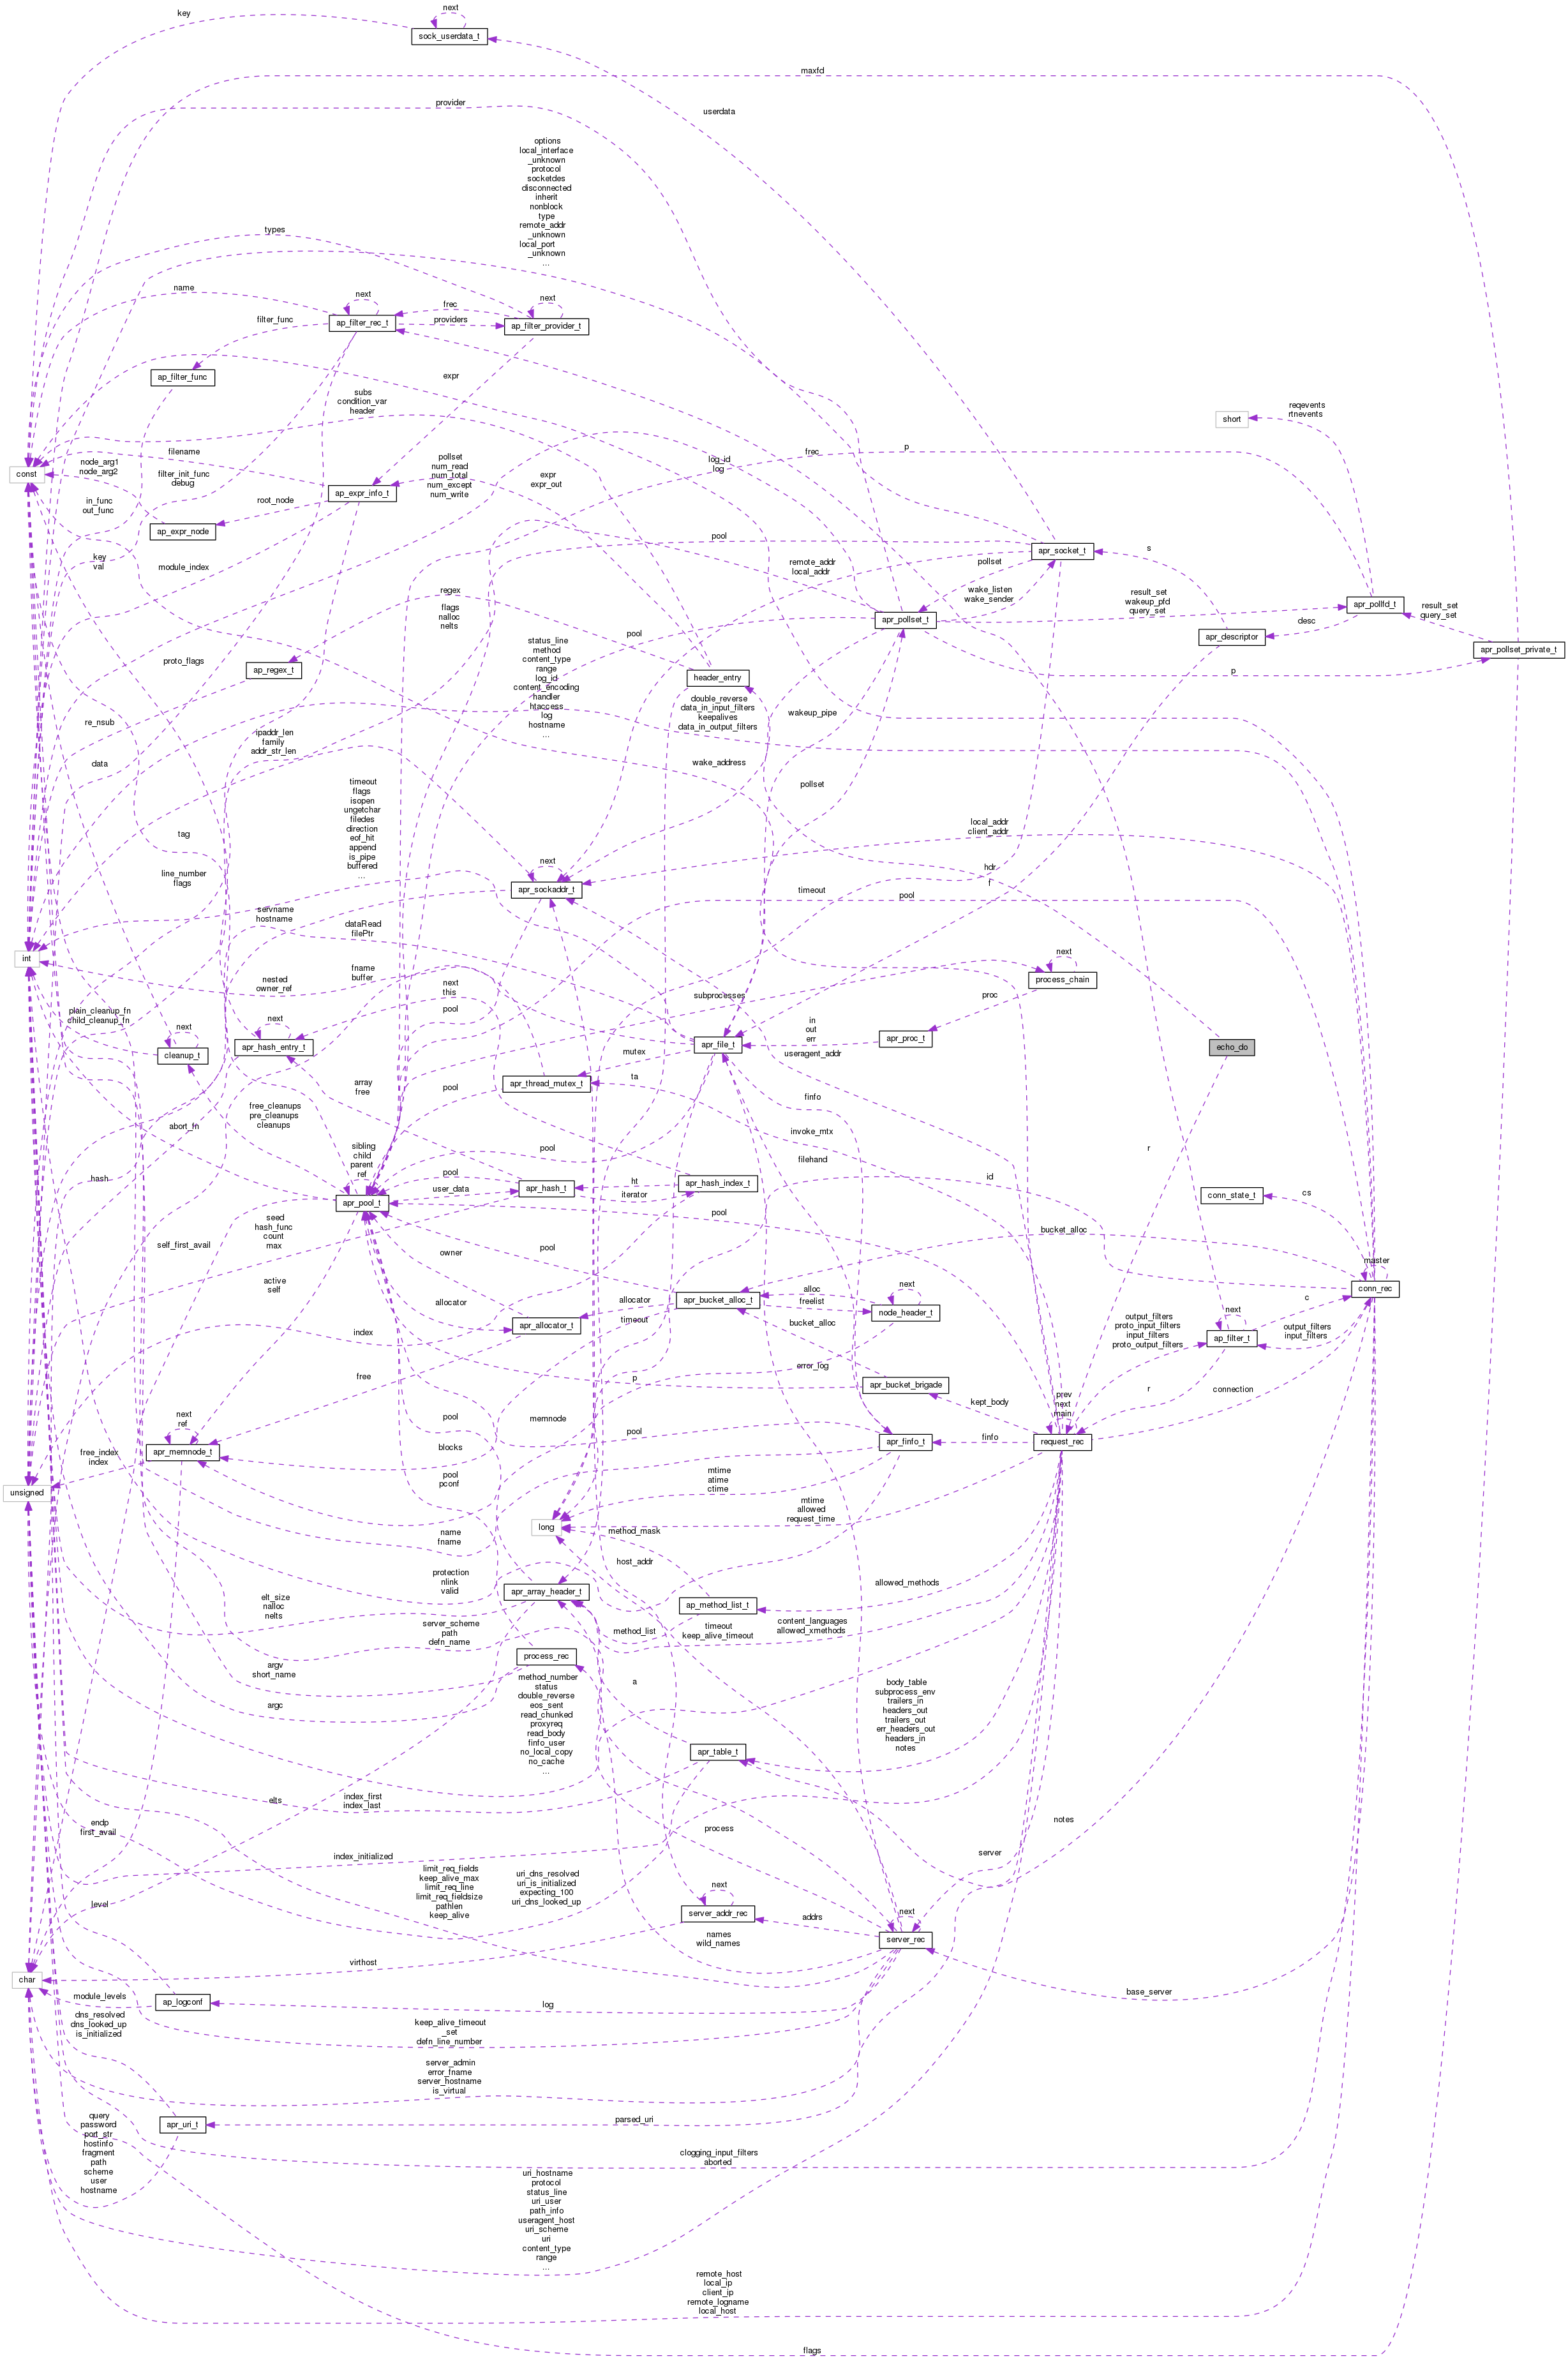 key
next
sock_userdata_t
maxfd
provider
userdata
options
local_interface
_unknown
protocol
socketdes
disconnected
inherit
nonblock
type
remote_addr
_unknown
local_port
_unknown
...
types
name
next
frec
next
ap_filter_rec_t
providers
ap_filter_provider_t
filter_func
ap_filter_func
expr
subs
condition_var
header
reqevents
rtnevents
short
p
frec
filename
node_arg1
node_arg2
filter_init_func
debug
pollset
num_read
num_total
num_except
num_write
expr
expr_out
log_id
log
ap_expr_info_t
root_node
in_func
out_func
ap_expr_node
const
key
val
module_index
pool
apr_socket_t
s
remote_addr
local_addr
pollset
wake_listen
wake_sender
result_set
wakeup_pfd
query_set
apr_pollfd_t
result_set
query_set
regex
flags
nalloc
nelts
apr_pollset_t
desc
apr_descriptor
apr_pollset_private_t
proto_flags
status_line
method
content_type
range
log_id
content_encoding
handler
htaccess
log
hostname
...
pool
ap_regex_t
header_entry
p
double_reverse
data_in_input_filters
keepalives
data_in_output_filters
wakeup_pipe
re_nsub
ipaddr_len
family
addr_str_len
data
wake_address
pollset
timeout
flags
isopen
ungetchar
filedes
direction
eof_hit
append
is_pipe
buffered
...
tag
local_addr
client_addr
line_number
flags
next
apr_sockaddr_t
hdr
f
timeout
pool
servname
hostname
dataRead
filePtr
int
nested
owner_ref
fname
buffer
next
this
subprocesses
next
process_chain
plain_cleanup_fn
child_cleanup_fn
pool
proc
in
out
err
next
cleanup_t
next
apr_hash_entry_t
apr_file_t
apr_proc_t
echo_do
useragent_addr
mutex
array
free
pool
apr_thread_mutex_t
ta
finfo
free_cleanups
pre_cleanups
cleanups
abort_fn
invoke_mtx
sibling
child
parent
ref
pool
filehand
r
hash
pool
user_data
apr_hash_t
ht
iterator
apr_hash_index_t
id
conn_state_t
cs
apr_pool_t
seed
hash_func
count
max
pool
self_first_avail
owner
pool
bucket_alloc
active
self
master
conn_rec
allocator
allocator
apr_bucket_alloc_t
alloc
freelist
next
node_header_t
c
timeout
apr_allocator_t
bucket_alloc
output_filters
proto_input_filters
input_filters
proto_output_filters
next
ap_filter_t
output_filters
input_filters
index
free
error_log
p
apr_bucket_brigade
kept_body
r
connection
next
ref
pool
memnode
pool
prev
next
main
apr_memnode_t
blocks
apr_finfo_t
finfo
request_rec
free_index
index
unsigned
pool
pconf
mtime
atime
ctime
mtime
allowed
request_time
long
method_mask
name
fname
host_addr
protection
nlink
valid
apr_array_header_t
allowed_methods
elt_size
nalloc
nelts
ap_method_list_t
server_scheme
path
defn_name
method_list
timeout
keep_alive_timeout
content_languages
allowed_xmethods
argv
short_name
process_rec
method_number
status
double_reverse
eos_sent
read_chunked
proxyreq
read_body
finfo_user
no_local_copy
no_cache
...
a
body_table
subprocess_env
trailers_in
headers_out
trailers_out
err_headers_out
headers_in
notes
argc
apr_table_t
elts
index_first
index_last
endp
first_avail
process
notes
server
index_initialized
limit_req_fields
keep_alive_max
limit_req_line
limit_req_fieldsize
pathlen
keep_alive
uri_dns_resolved
uri_is_initialized
expecting_100
uri_dns_looked_up
level
next
server_addr_rec
addrs
next
server_rec
names
wild_names
virthost
char
module_levels
ap_logconf
log
base_server
dns_resolved
dns_looked_up
is_initialized
keep_alive_timeout
_set
defn_line_number
server_admin
error_fname
server_hostname
is_virtual
apr_uri_t
parsed_uri
query
password
port_str
hostinfo
fragment
path
scheme
user
hostname
clogging_input_filters
aborted
uri_hostname
protocol
status_line
uri_user
path_info
useragent_host
uri_scheme
uri
content_type
range
...
remote_host
local_ip
client_ip
remote_logname
local_host
flags